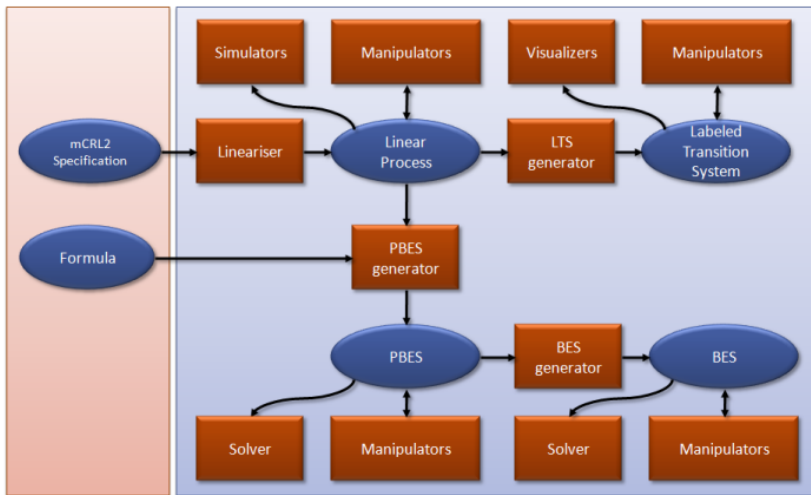 Simulators
Manipulators
Visualizers
Manipulators
mCRL2
Specification
Lineariser
Linear
Process
LTS
generator
Labeled
Transition
System
Formula
PBES
generator
PBES
BES
generator
BES
Solver
Manipulators
Solver
Manipulators